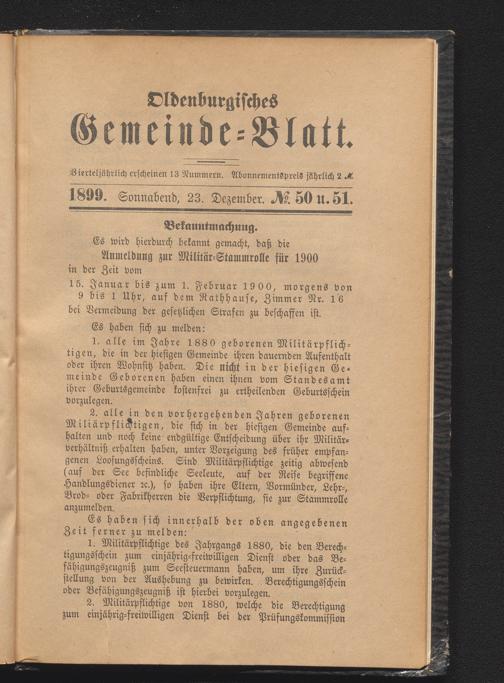 Oldenburgisches
Gemeinde=Blatt.
Vierteljährlich erscheinen 13 Nummern. Abonnementspreis jährlich 2 ℳ.
1899. Sonnabend, 23. Dezember. № 50 u. 51.
Bekanntmachung.
Es wird hierdurch bekannt gemacht, daß die
Anmeldung zur Militär=Stammrolle für 1900
in der Zeit vom
15. Januar bis zum 1. Februar 1900, morgens von
9 bis 1 Uhr, auf dem Rathhause, Zimmer Nr. 16
bei Vermeidung der gesetzlichen Strafen zu beschaffen ist.
Es haben sich zu melden:
1. alle im Jahre 1880 geborenen Militärpflich=
tigen, die in der hiesigen Gemeinde ihren dauernden Aufenthalt
oder ihren Wohnsitz haben. Die nicht in der hiesigen Ge=
meinde Geborenen haben einen ihnen vom Standesamt
ihrer Geburtsgemeinde kostenfrei zu ertheilenden Geburtsschein
vorzulegen.
2. alle in den vorhergehenden Jahren geborenen
Miliärpflichtigen, die sich in der hiesigen Gemeinde auf=
halten und noch keine endgültige Entscheidung über ihr Militär=
verhältniß erhalten haben, unter Vorzeigung des früher empfan=
genen Loosungsscheins. Sind Militärpflichtige zeitig abwesend
(auf der See befindliche Seeleute, auf der Reise begriffene
Handlungsdiener ꝛc.), so haben ihre Eltern, Vormünder, Lehr=,
Brod= oder Fabrikherren die Verpflichtung, sie zur Stammrolle
anzumelden.
Es haben sich innerhalb der oben angegebenen
Zeit ferner zu melden:
1. Militärpflichtige des Jahrgangs 1880, die den Berech=
tigungsschein zum einjährig=freiwilligen Dienst oder das Be=
fähigungszeugniß zum Seesteuermann haben, um ihre Zurück=
stellung von der Aushebung zu bewirken. Berechtigungsschein
oder Befähigungszeugniß ist hierbei vorzulegen.
2. Militärpflichtige von 1880, welche die Berechtigung
zum einjährig=freiwilligen Dienst bei der Prüfungskommission